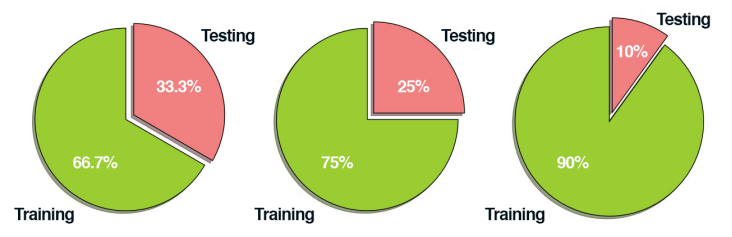 Testing
33.3%
66.7%
Training
Testing
25%
75%
Training
Testing
10%
90%
Training